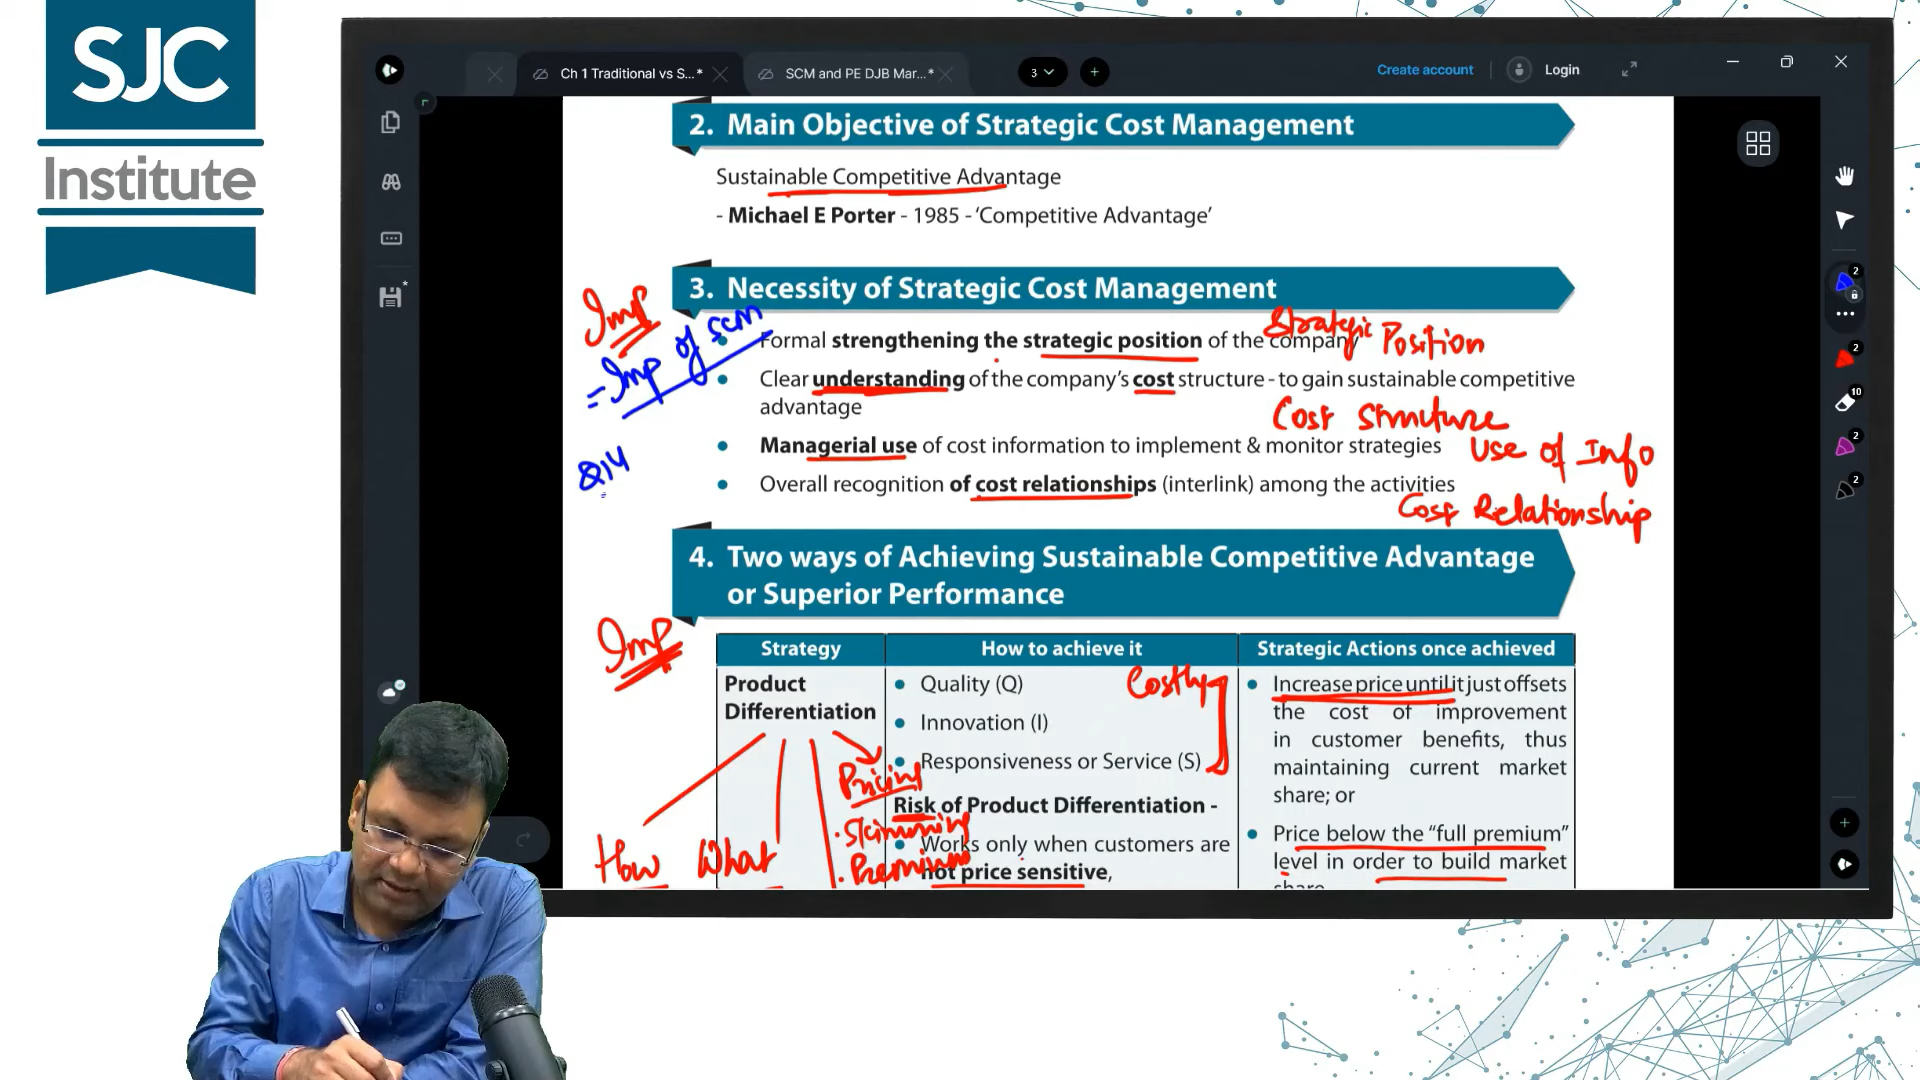 SJC
Institute
Ch 1 Traditional vs S...*
SCM and PE DJB Mar...*
3
Create account
Login
2. Main Objective of Strategic Cost Management
Sustainable Competitive Advantage
- Michael E Porter - 1985 - ‘Competitive Advantage’
3. Necessity of Strategic Cost Management
Imp
= Imp of SCM
Formal strengthening the strategic position of the company
Strategic Position
Clear understanding of the company’s cost structure - to gain sustainable competitive
advantage
Cost Structure
Managerial use of cost information to implement & monitor strategies
Use of Info
Q14
Overall recognition of cost relationships (interlink) among the activities
Cost Relationship
4. Two ways of Achieving Sustainable Competitive Advantage
or Superior Performance
Imp
Strategy
How to achieve it
Strategic Actions once achieved
Product
Differentiation
How
What
Pricing
• Skimming
• Premium
Quality (Q)
Innovation (I)
Responsiveness or Service (S)
Costly
Risk of Product Differentiation -
Works only when customers are
not price sensitive,
Increase price until it just offsets
the cost of improvement
in customer benefits, thus
maintaining current market
share; or
Price below the “full premium”
level in order to build market
share
2
2
10
2
2